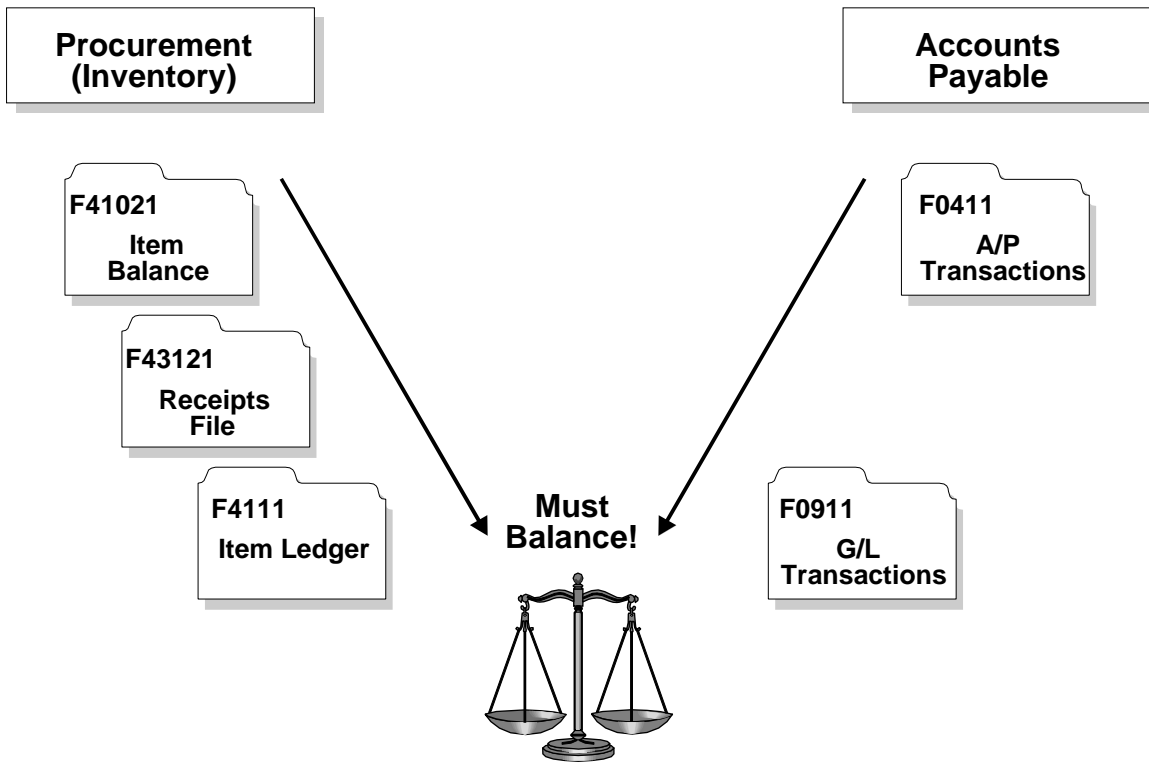 Procurement
(Inventory)
Accounts
Payable
F41021
Item
Balance
F0411
A/P
Transactions
F43121
Receipts
File
F4111
Item Ledger
Must
Balance!
F0911
G/L
Transactions